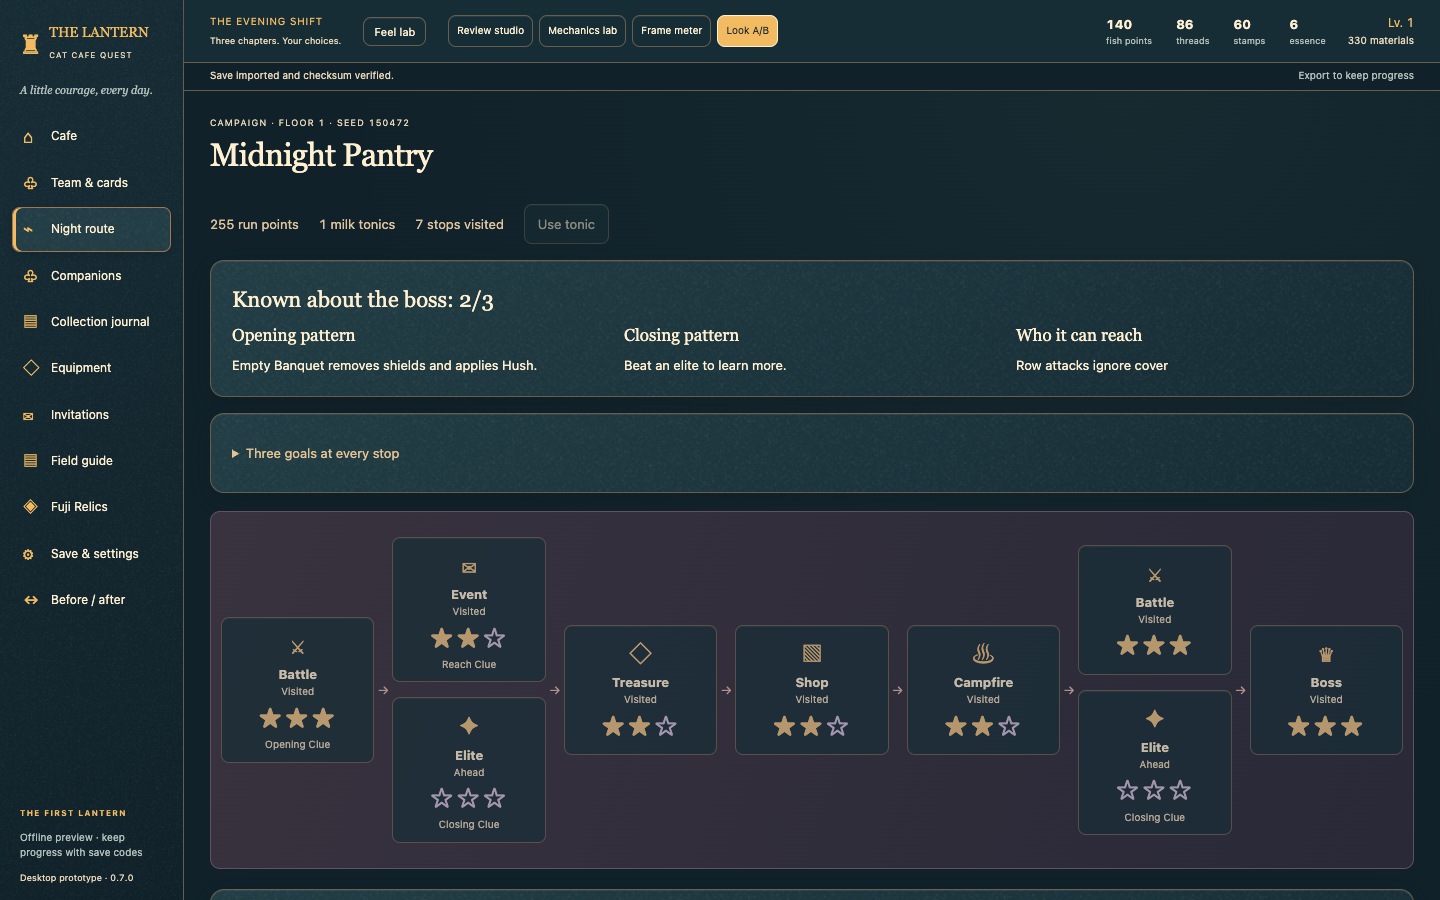 THE LANTERN
CAT CAFE QUEST
A little courage, every day.
Cafe
Team & cards
Night route
Companions
Collection journal
Equipment
Invitations
Field guide
Fuji Relics
Save & settings
Before / after
THE FIRST LANTERN
Offline preview · keep
progress with save codes
Desktop prototype · 0.7.0
THE EVENING SHIFT
Three chapters. Your choices.
Feel lab
Review studio
Mechanics lab
Frame meter
Look A/B
140
fish points
86
threads
60
stamps
6
essence
Lv. 1
330 materials
Save imported and checksum verified.
Export to keep progress
CAMPAIGN · FLOOR 1 · SEED 150472
Midnight Pantry
255 run points
1 milk tonics
7 stops visited
Use tonic
Known about the boss: 2/3
Opening pattern
Empty Banquet removes shields and applies Hush.
Closing pattern
Beat an elite to learn more.
Who it can reach
Row attacks ignore cover
Three goals at every stop
Battle
Visited
Opening Clue
Event
Visited
Reach Clue
Elite
Ahead
Closing Clue
Treasure
Visited
Shop
Visited
Campfire
Visited
Battle
Visited
Elite
Ahead
Closing Clue
Boss
Visited